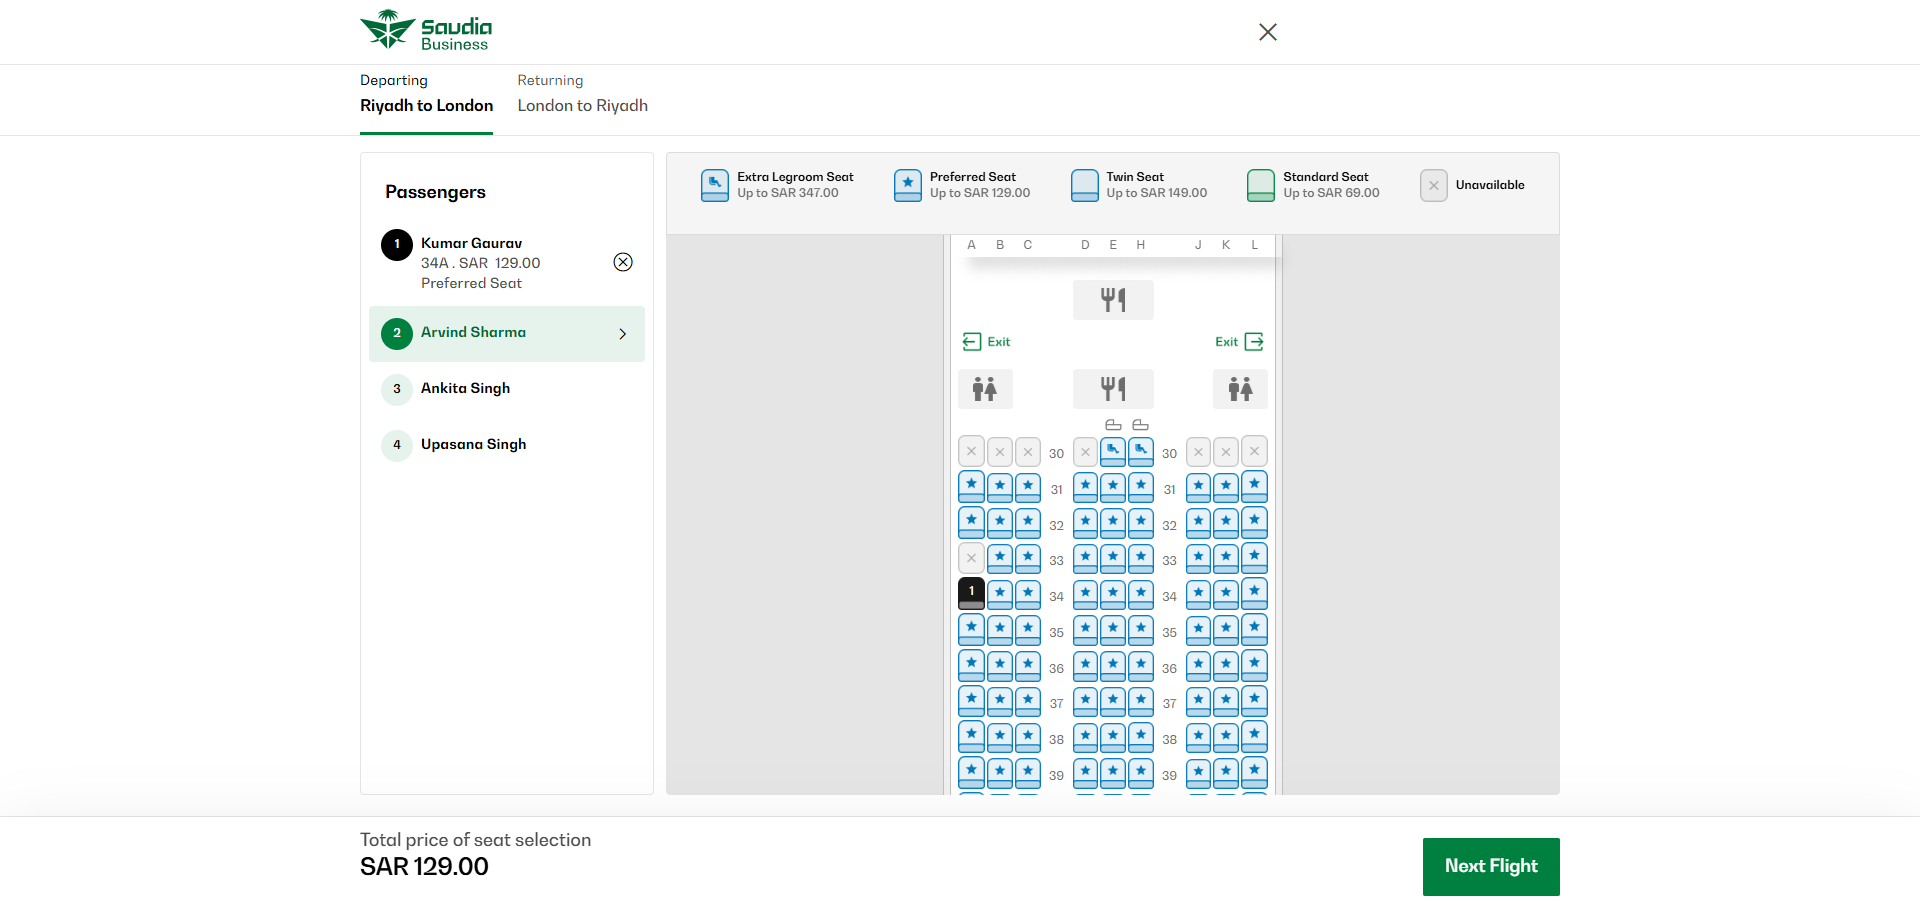 Saudia
Business
Departing
Riyadh to London
Returning
London to Riyadh
Passengers
1
Kumar Gaurav
34A . SAR 129.00
Preferred Seat
2
Arvind Sharma
3
Ankita Singh
4
Upasana Singh
Extra Legroom Seat
Up to SAR 347.00
Preferred Seat
Up to SAR 129.00
Twin Seat
Up to SAR 149.00
Standard Seat
Up to SAR 69.00
Unavailable
A B C D E H J K L
Exit Exit
30 30
31 31
32 32
33 33
1 34 34
35 35
36 36
37 37
38 38
39 39
Total price of seat selection
SAR 129.00
Next Flight